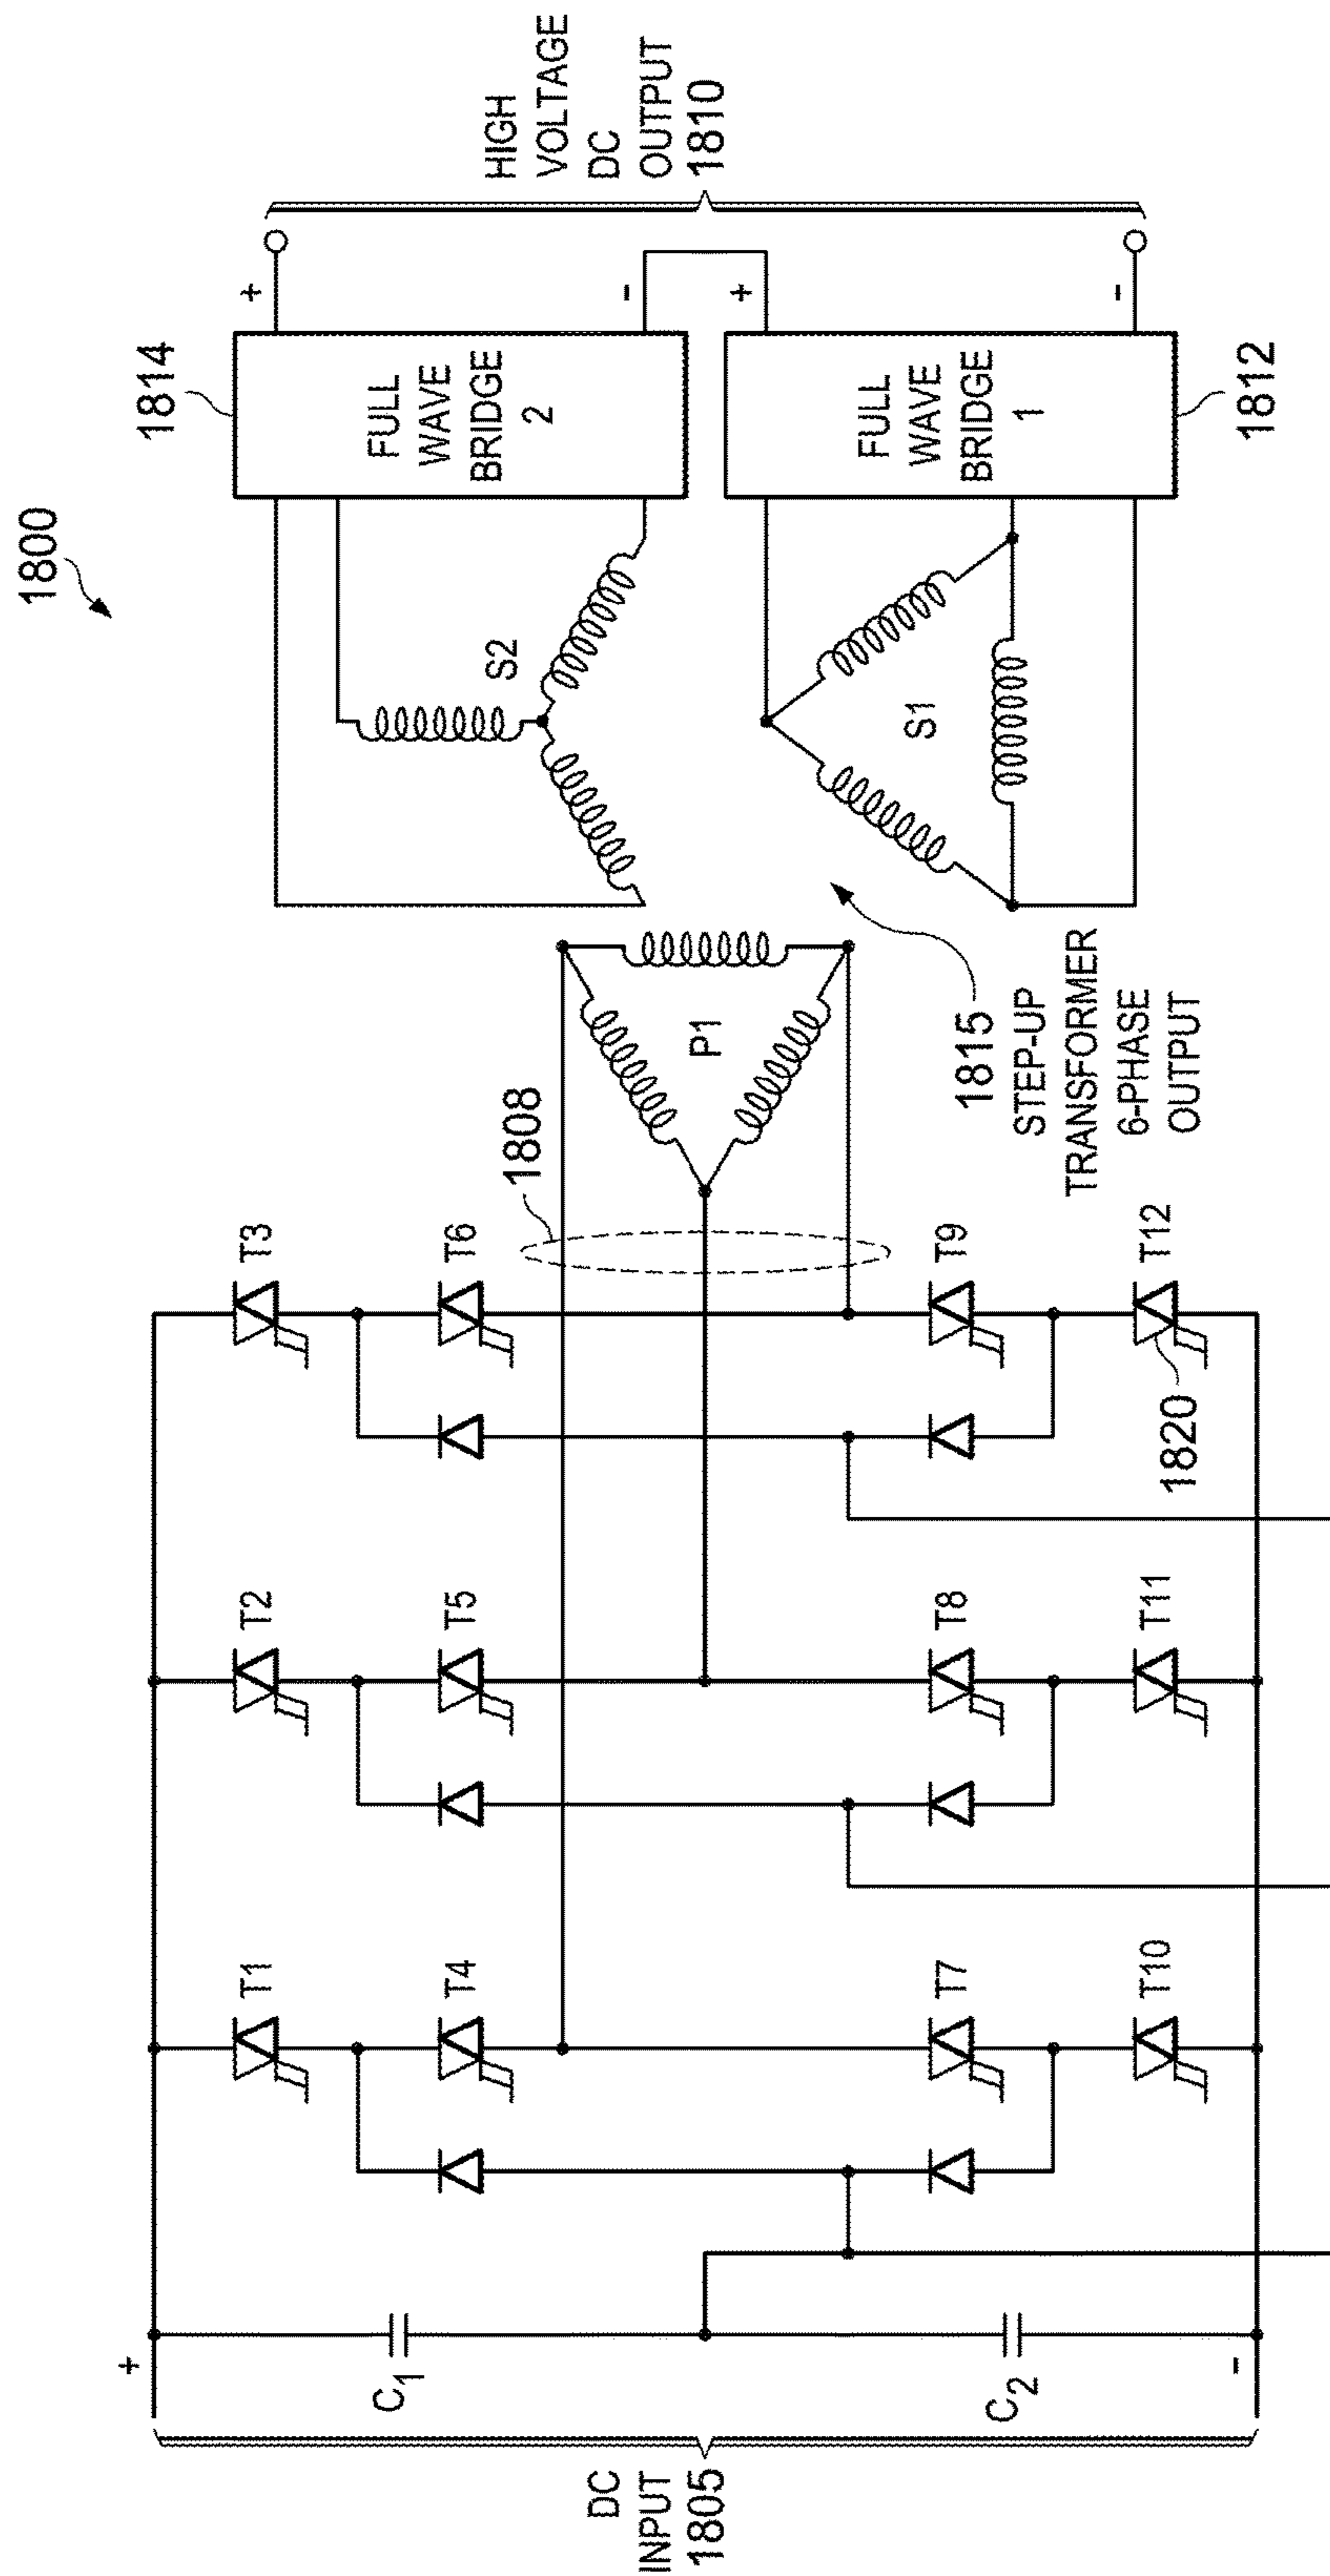 1800
DC
INPUT
1805
+
-
C1
C2
T1
T2
T3
T4
T5
T6
T7
T8
T9
T10
T11
T12
1820
1808
P1
1815
STEP-UP
TRANSFORMER
6-PHASE
OUTPUT
S2
S1
1814
FULL
WAVE
BRIDGE
2
+
-
FULL
WAVE
BRIDGE
1
+
-
1812
HIGH
VOLTAGE
DC
OUTPUT
1810